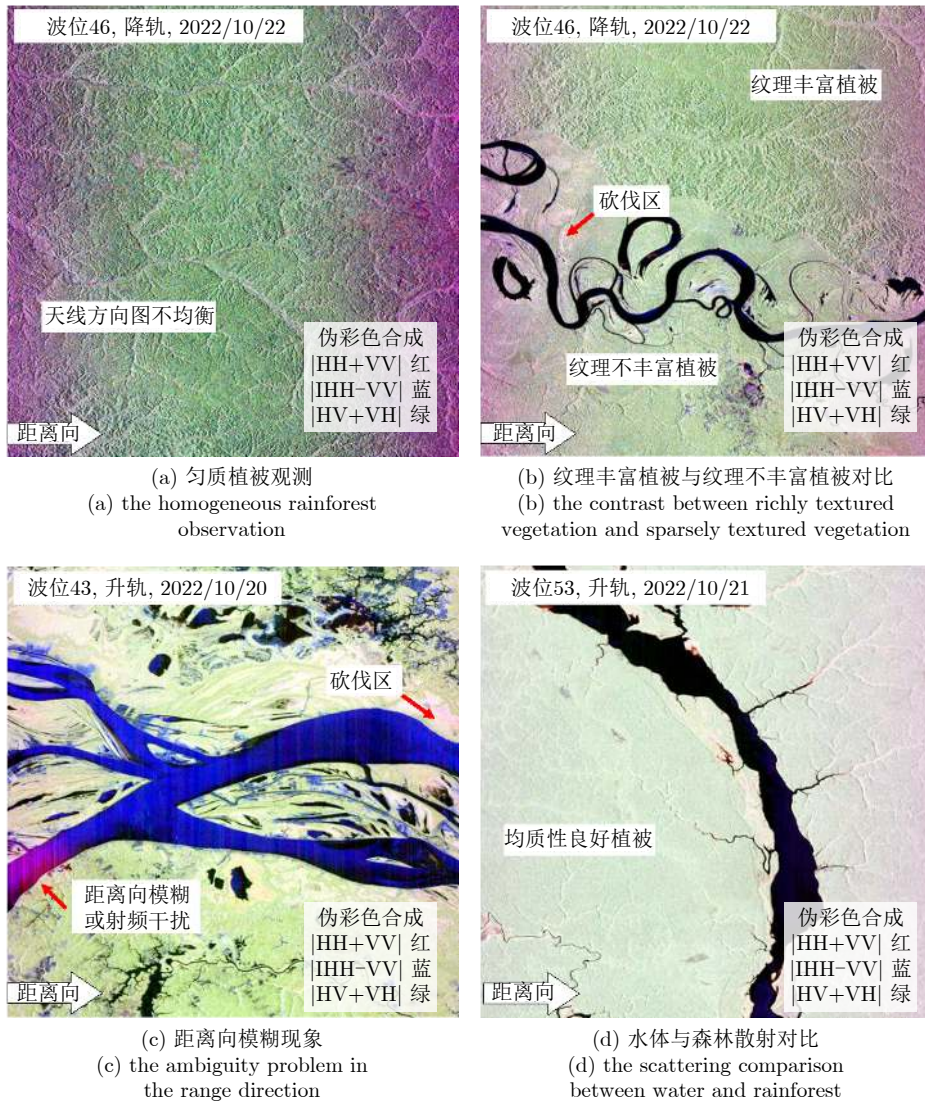 波位46, 降轨, 2022/10/22
天线方向图不均衡
伪彩色合成
|HH+VV| 红
|IHH−VV| 蓝
|HV+VH| 绿
距离向
(a) 匀质植被观测
(a) the homogeneous rainforest
observation
波位46, 降轨, 2022/10/22
纹理丰富植被
砍伐区
纹理不丰富植被
伪彩色合成
|HH+VV| 红
|IHH−VV| 蓝
|HV+VH| 绿
距离向
(b) 纹理丰富植被与纹理不丰富植被对比
(b) the contrast between richly textured
vegetation and sparsely textured vegetation
波位43, 升轨, 2022/10/20
砍伐区
距离向模糊
或射频干扰
伪彩色合成
|HH+VV| 红
|IHH−VV| 蓝
|HV+VH| 绿
距离向
(c) 距离向模糊现象
(c) the ambiguity problem in
the range direction
波位53, 升轨, 2022/10/21
均质性良好植被
伪彩色合成
|HH+VV| 红
|IHH−VV| 蓝
|HV+VH| 绿
距离向
(d) 水体与森林散射对比
(d) the scattering comparison
between water and rainforest